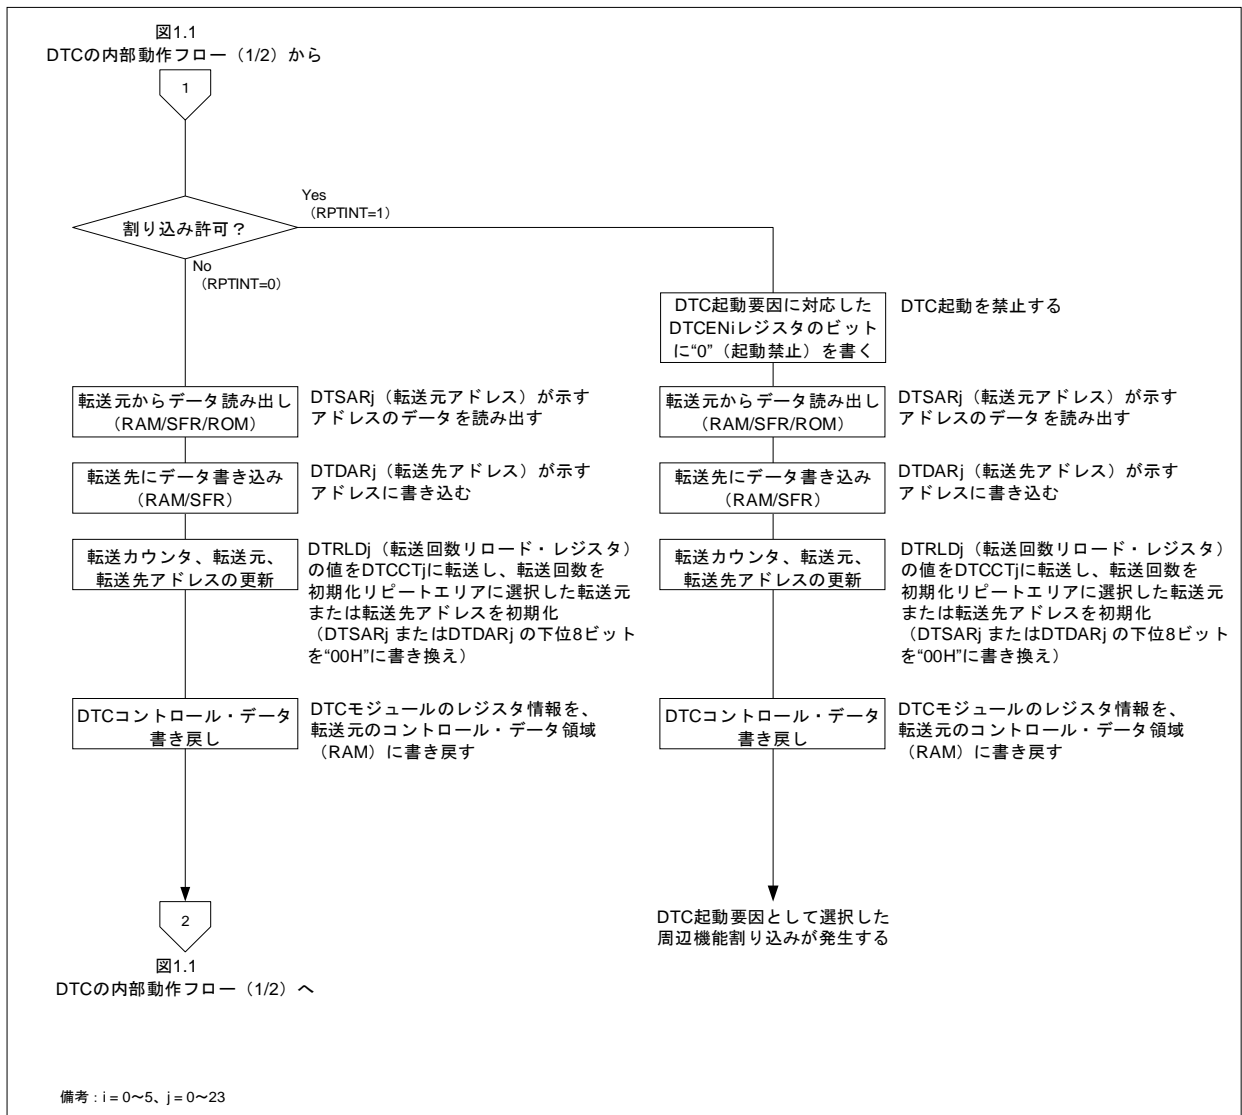 図1.1
DTCの内部動作フロー（1/2）から
1
割り込み許可？
Yes
（RPTINT=1）
No
（RPTINT=0）
転送元からデータ読み出し
（RAM/SFR/ROM）
DTSARj（転送元アドレス）が示す
アドレスのデータを読み出す
転送先にデータ書き込み
（RAM/SFR）
DTDARj（転送先アドレス）が示す
アドレスに書き込む
転送カウンタ、転送元、
転送先アドレスの更新
DTRLDj（転送回数リロード・レジスタ）
の値をDTCCTjに転送し、転送回数を
初期化リピートエリアに選択した転送元
または転送先アドレスを初期化
（DTSARj またはDTDARj の下位8ビット
を“00H”に書き換え）
DTCコントロール・データ
書き戻し
DTCモジュールのレジスタ情報を、
転送元のコントロール・データ領域
（RAM）に書き戻す
2
図1.1
DTCの内部動作フロー（1/2）へ
DTC起動要因に対応した
DTCENiレジスタのビット
に“0”（起動禁止）を書く
DTC起動を禁止する
転送元からデータ読み出し
（RAM/SFR/ROM）
DTSARj（転送元アドレス）が示す
アドレスのデータを読み出す
転送先にデータ書き込み
（RAM/SFR）
DTDARj（転送先アドレス）が示す
アドレスに書き込む
転送カウンタ、転送元、
転送先アドレスの更新
DTRLDj（転送回数リロード・レジスタ）
の値をDTCCTjに転送し、転送回数を
初期化リピートエリアに選択した転送元
または転送先アドレスを初期化
（DTSARj またはDTDARj の下位8ビット
を“00H”に書き換え）
DTCコントロール・データ
書き戻し
DTCモジュールのレジスタ情報を、
転送元のコントロール・データ領域
（RAM）に書き戻す
DTC起動要因として選択した
周辺機能割り込みが発生する
備考：i = 0～5、j = 0～23